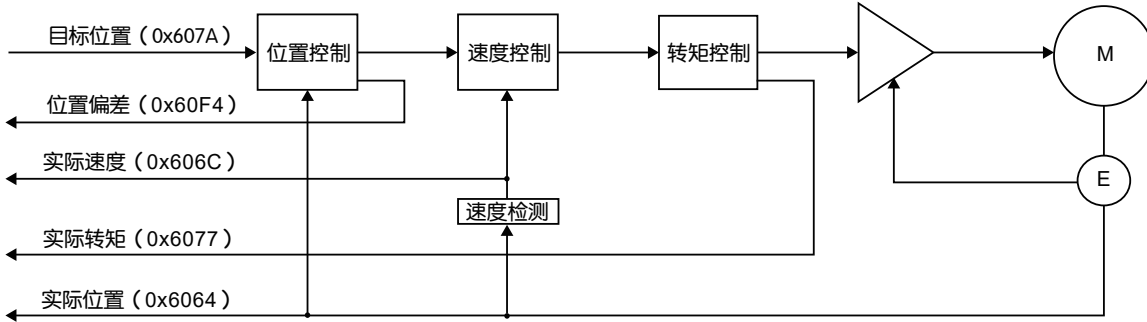 目标位置（0x607A）
位置控制
速度控制
转矩控制
M
位置偏差（0x60F4）
实际速度（0x606C）
E
速度检测
实际转矩（0x6077）
实际位置（0x6064）